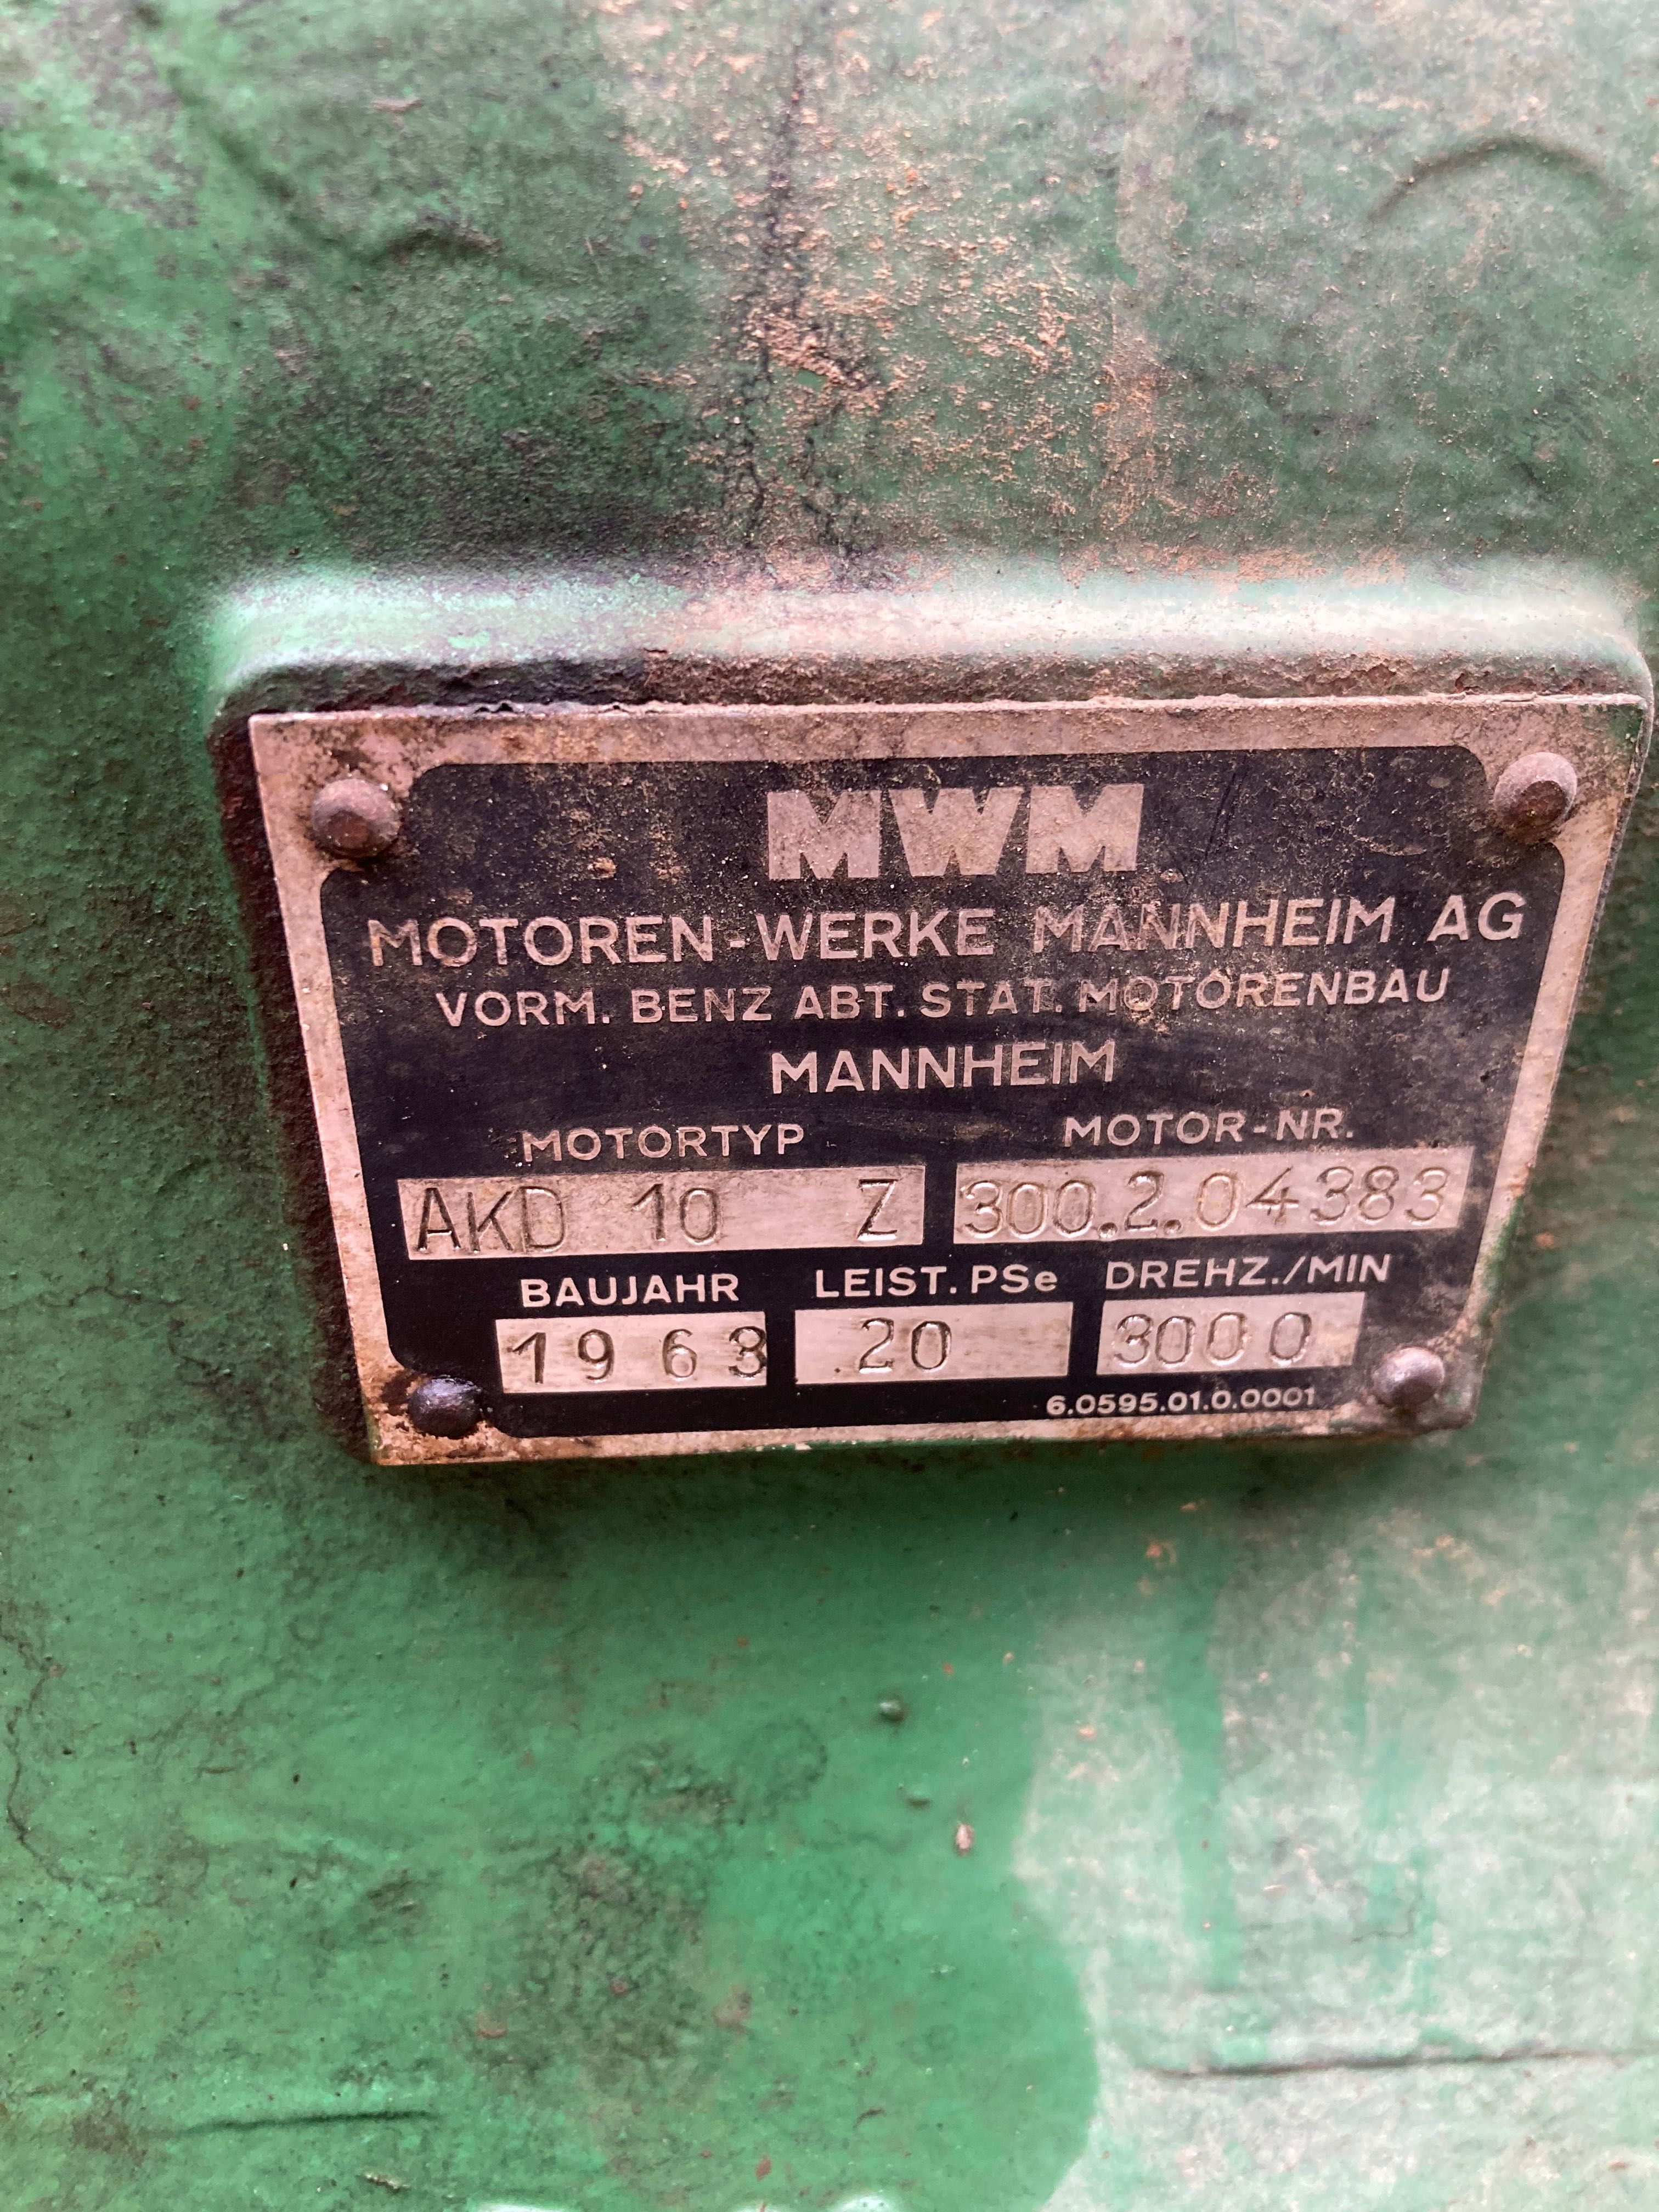 MWM
MOTOREN-WERKE MANNHEIM AG
VORM. BENZ ABT. STAT. MOTORENBAU
MANNHEIM
MOTORTYP MOTOR-NR.
AKD 10 Z 300.2.04383
BAUJAHR LEIST. PSe DREHZ./MIN
1963 20 3000
6.0595.01.0.0001